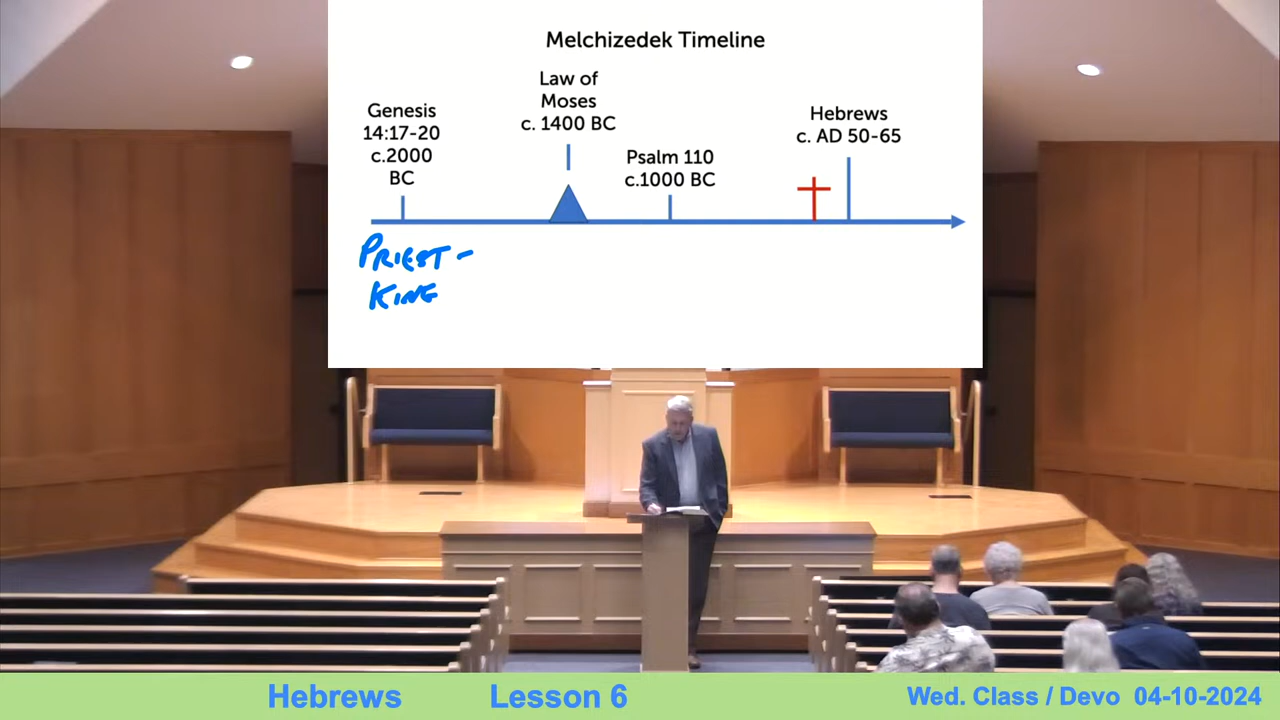 Melchizedek Timeline
Genesis
14:17-20
c.2000
BC
Law of
Moses
c. 1400 BC
Psalm 110
c.1000 BC
Hebrews
c. AD 50-65
PRIEST -
KING
Hebrews
Lesson 6
Wed. Class / Devo 04-10-2024